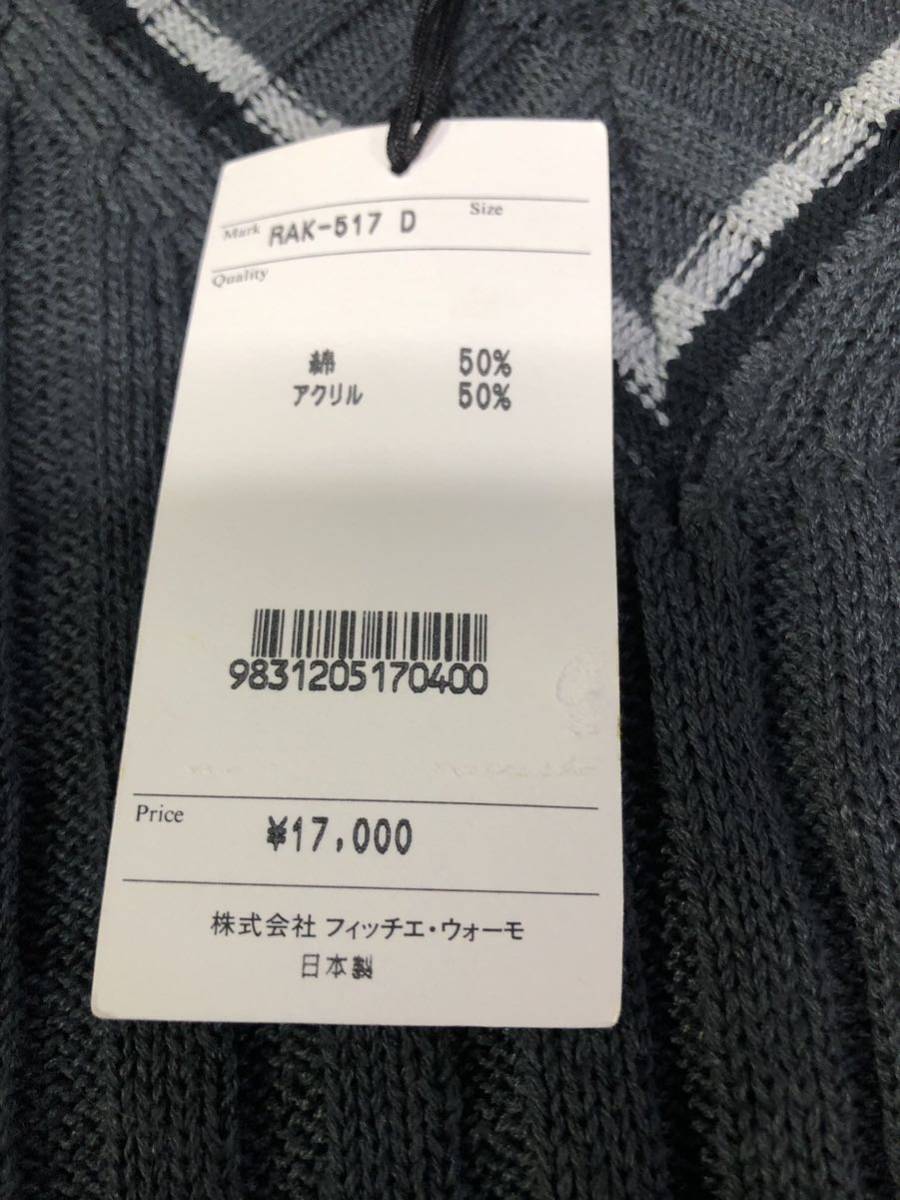 Mark RAK-517 D Size
Quality
綿 50%
アクリル 50%
9831205170400
Price ¥17,000
株式会社 フィッチエ・ウォーモ
日本製